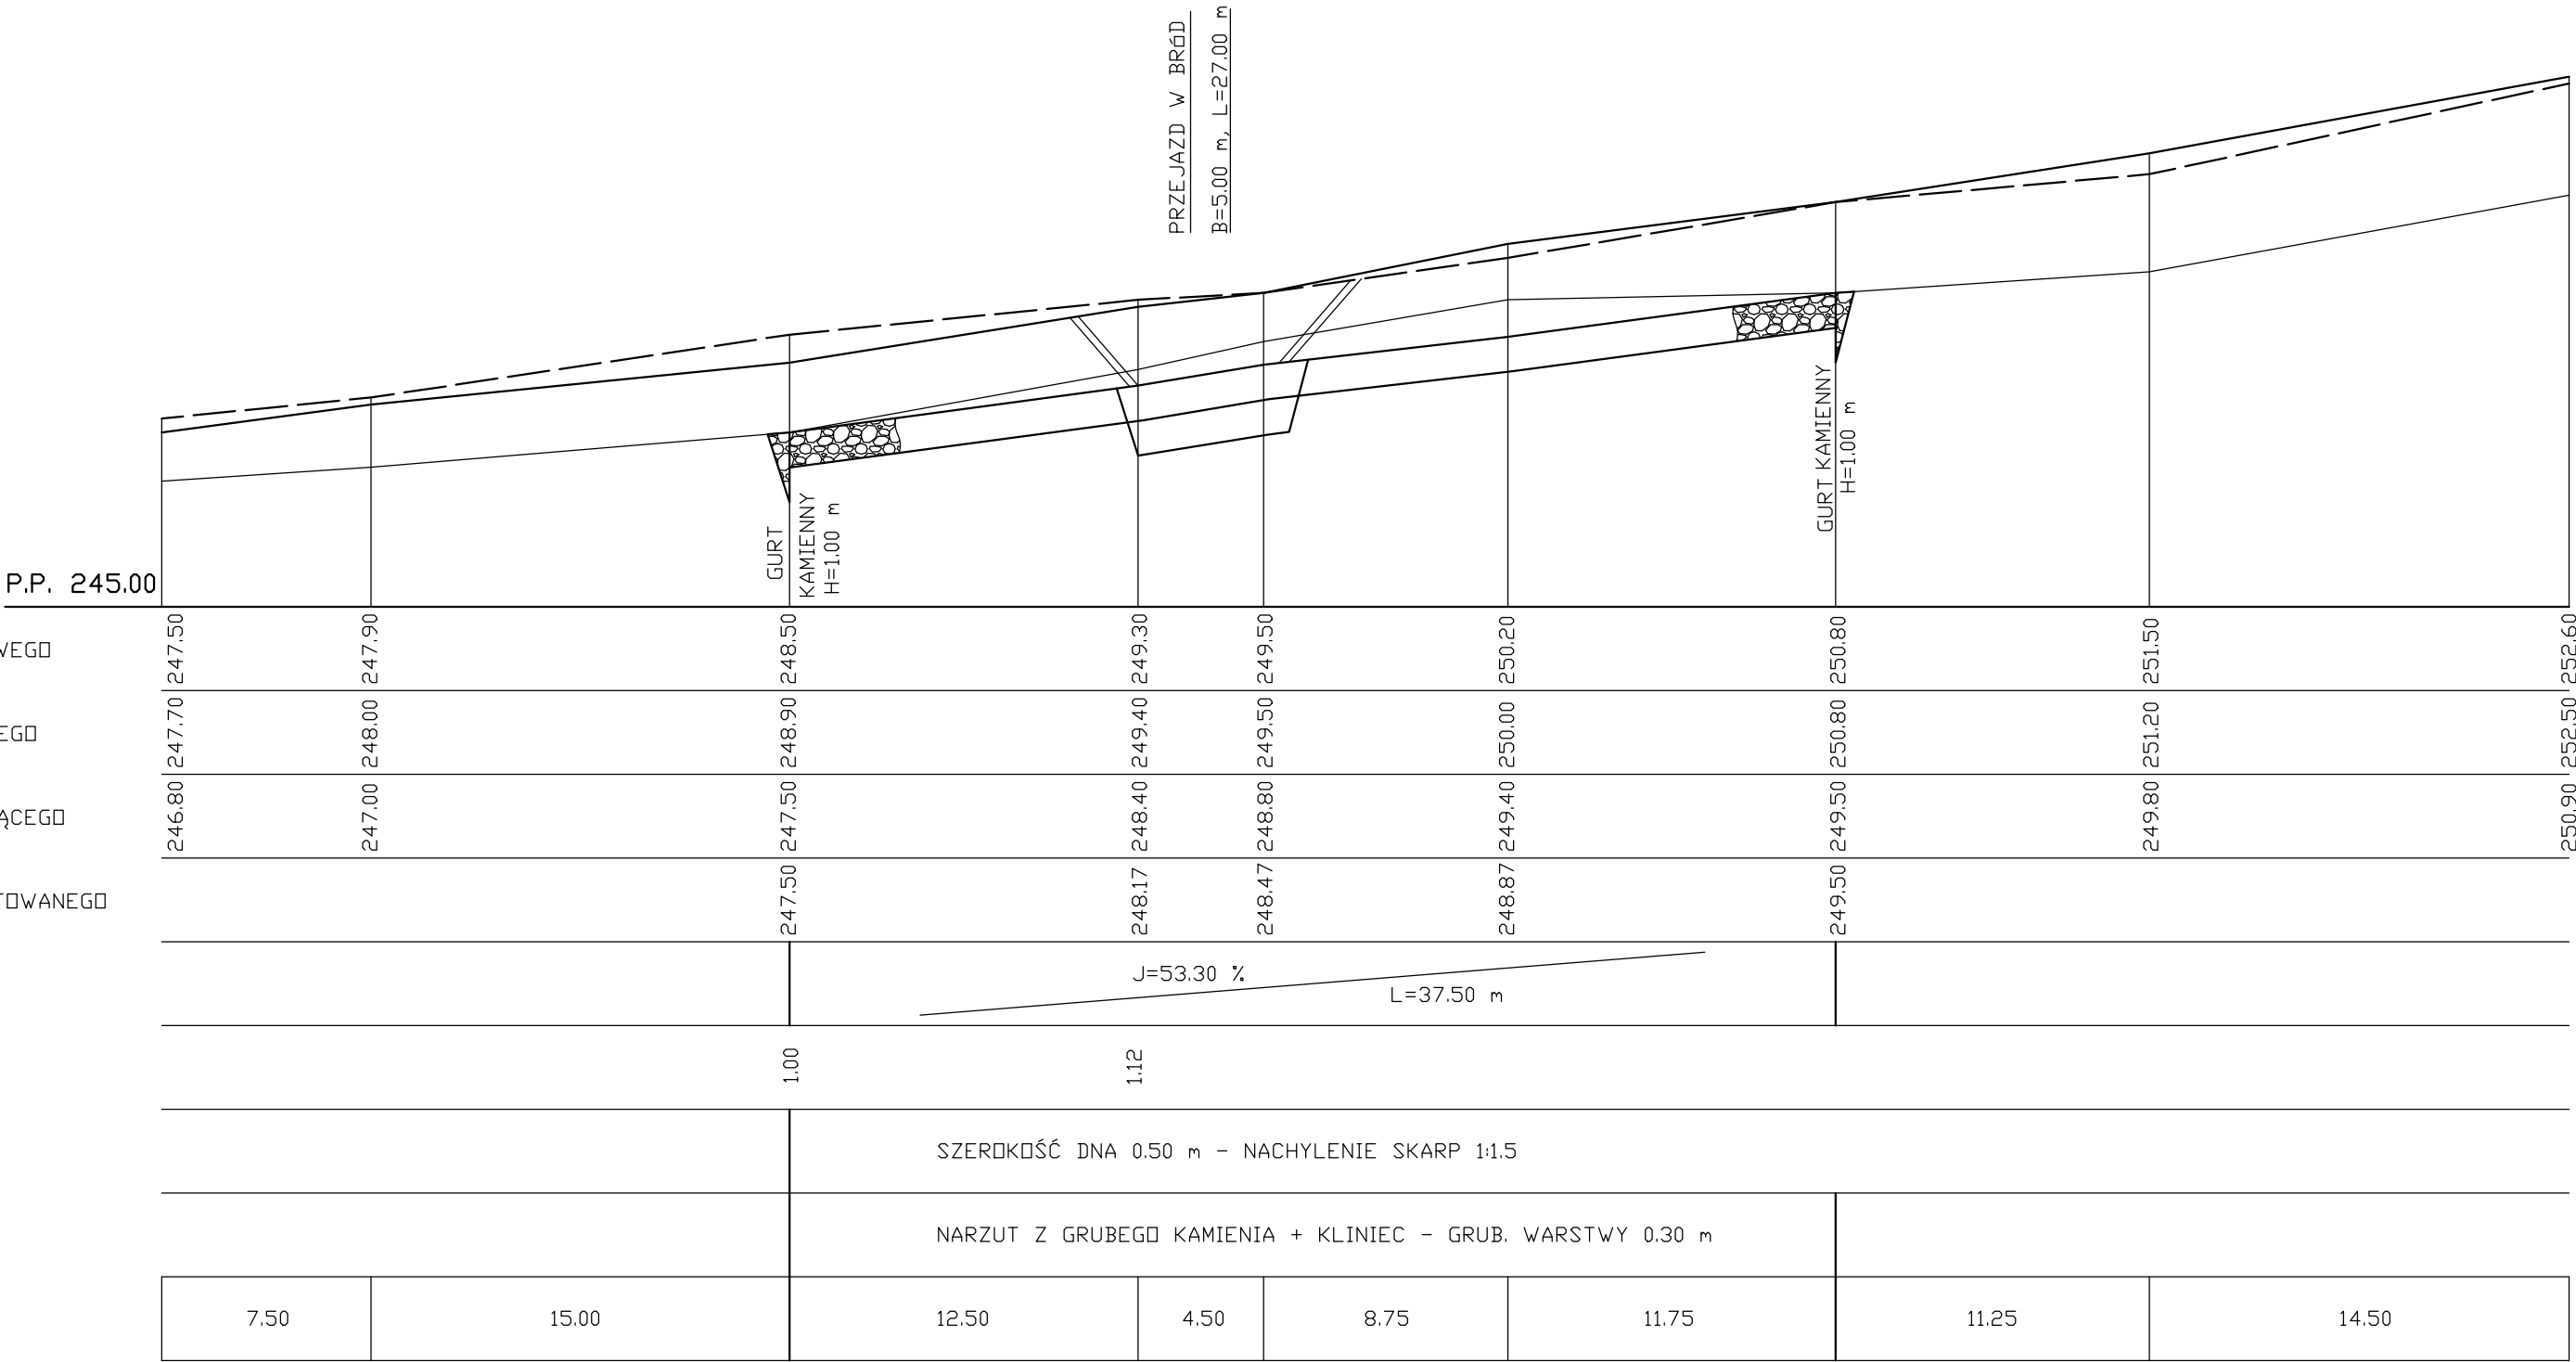 PRZEJAZD W BRÓD
B=5.00 m, L=27.00 m
GURT
KAMIENNY
H=1.00 m
GURT KAMIENNY
H=1.00 m
P.P. 245.00
WEGO 247.50 247.90 248.50 249.30 249.50 250.20 250.80 251.50 252.60
EGO 247.70 248.00 248.90 249.40 249.50 250.00 250.80 251.20 252.50
ĄCEGO 246.80 247.00 247.50 248.40 248.80 249.40 249.50 249.80 250.90
TOWANEGO 247.50 248.17 248.47 248.87 249.50
J=53.30 ‰
L=37.50 m
1.00 1.12
SZEROKOŚĆ DNA 0.50 m - NACHYLENIE SKARP 1:1.5
NARZUT Z GRUBEGO KAMIENIA + KLINIEC - GRUB. WARSTWY 0.30 m
7.50 15.00 12.50 4.50 8.75 11.75 11.25 14.50